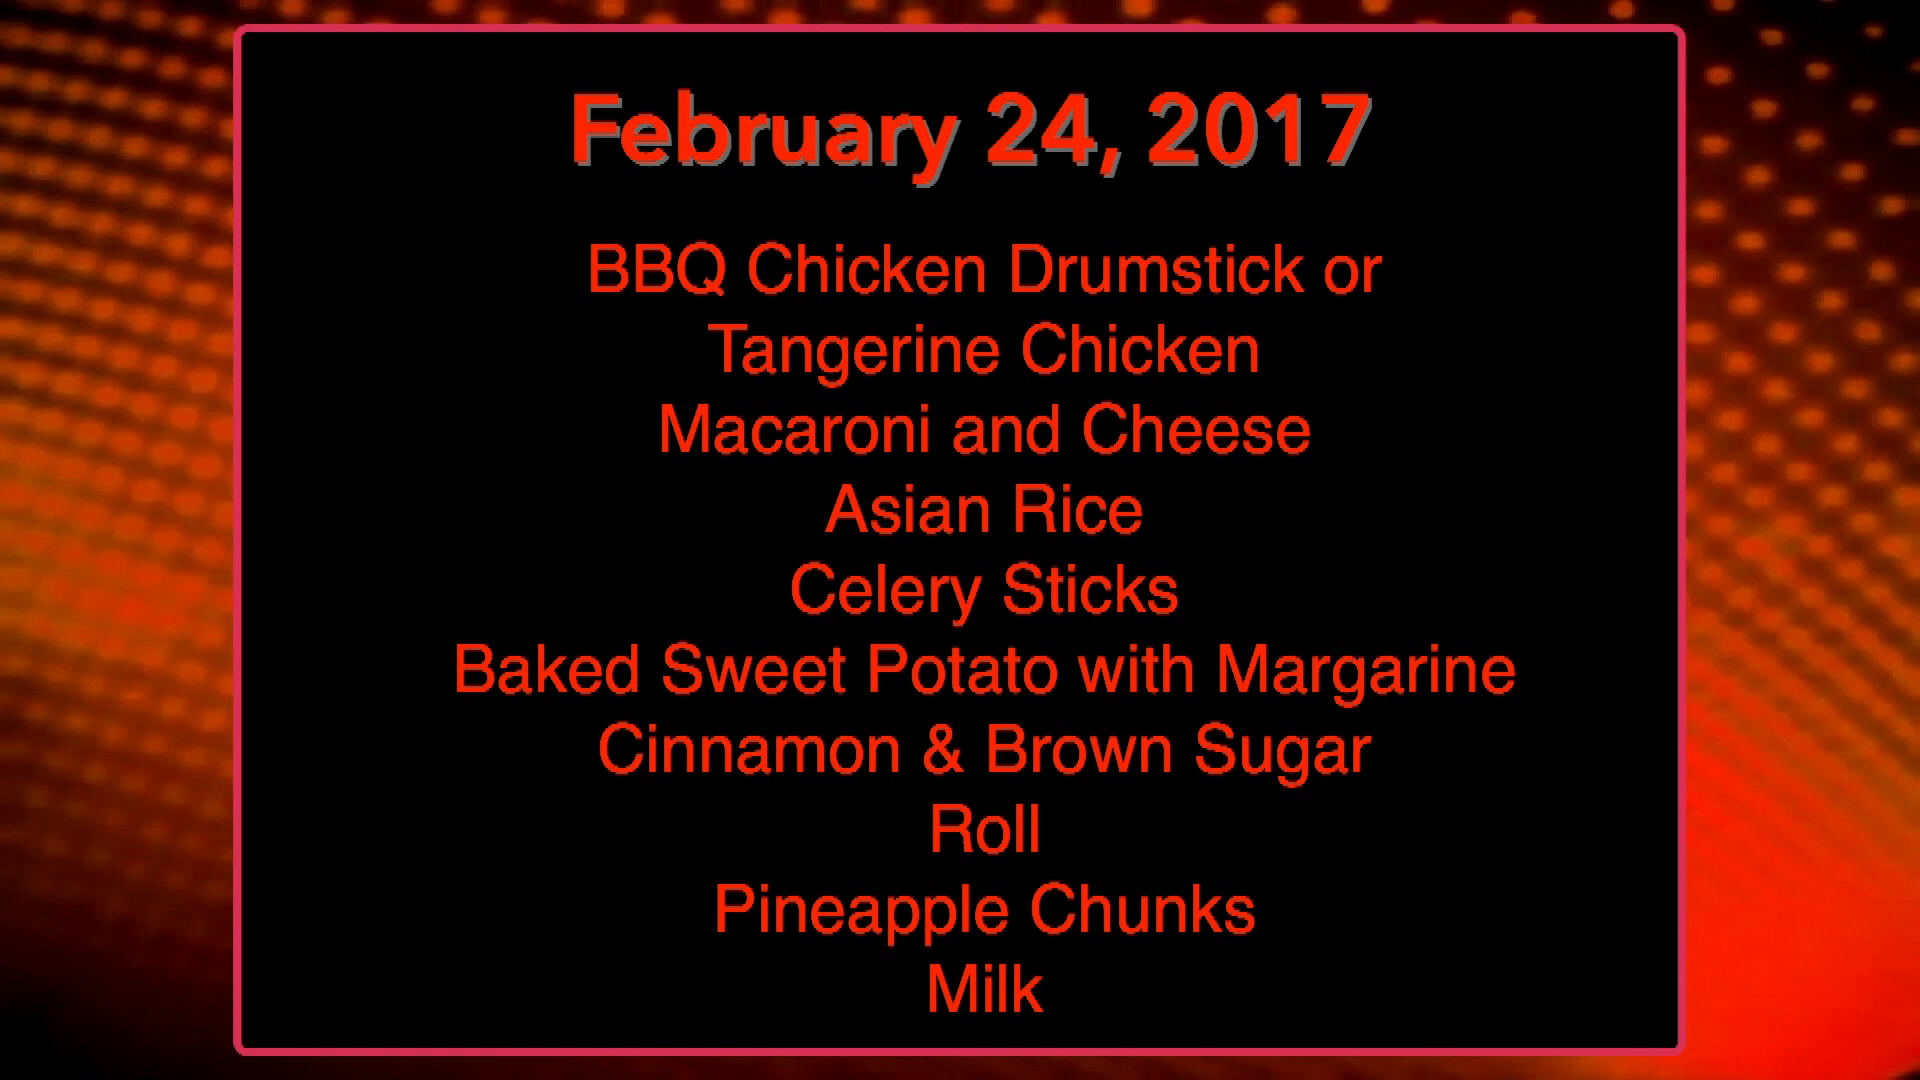 February 24, 2017
BBQ Chicken Drumstick or
Tangerine Chicken
Macaroni and Cheese
Asian Rice
Celery Sticks
Baked Sweet Potato with Margarine
Cinnamon & Brown Sugar
Roll
Pineapple Chunks
Milk